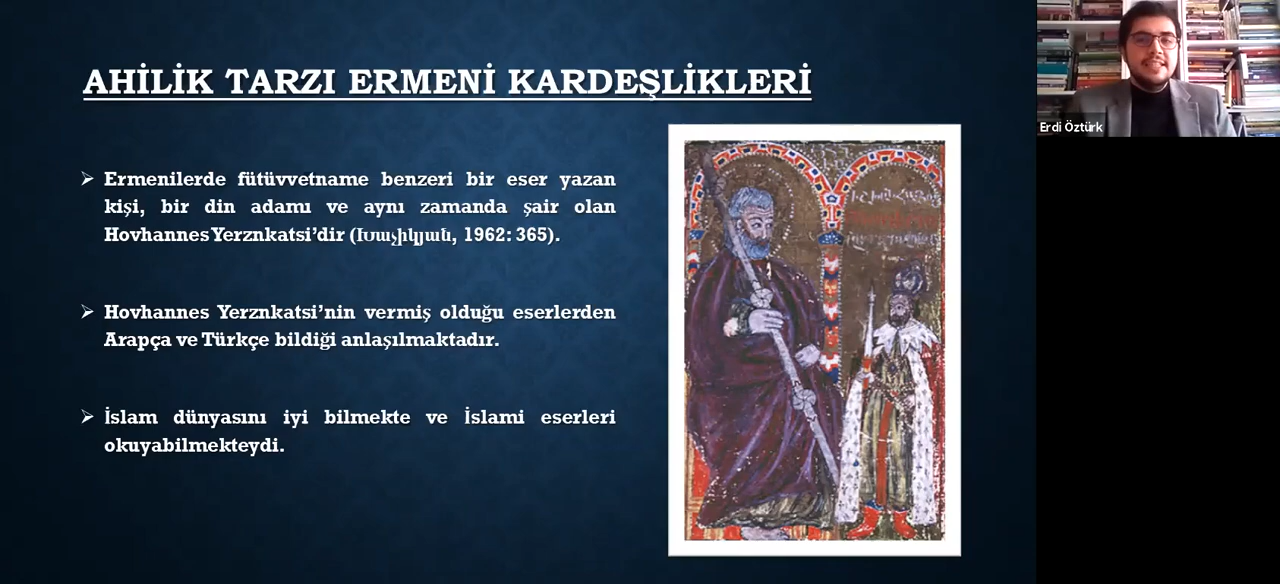 AHİLİK TARZI ERMENİ KARDEŞLİKLERİ
➢ Ermenilerde fütüvvetname benzeri bir eser yazan
kişi, bir din adamı ve aynı zamanda şair olan
Hovhannes Yerznkatsi’dir (Խաչիկյան, 1962: 365).
➢ Hovhannes Yerznkatsi’nin vermiş olduğu eserlerden
Arapça ve Türkçe bildiği anlaşılmaktadır.
➢ İslam dünyasını iyi bilmekte ve İslami eserleri
okuyabilmekteydi.
Erdi Öztürk